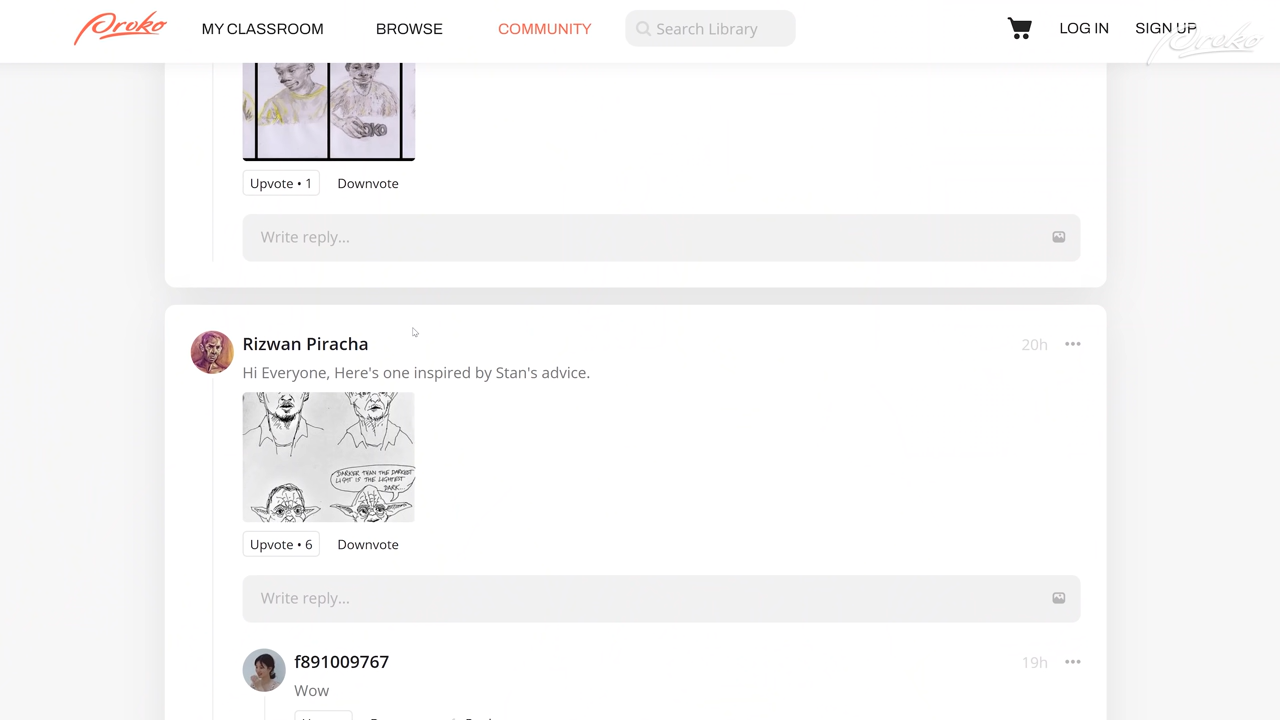 Proko
MY CLASSROOM
BROWSE
COMMUNITY
Search Library
LOG IN
SIGN UP
Proko
Upvote • 1
Downvote
Write reply...
Rizwan Piracha
20h
Hi Everyone, Here's one inspired by Stan's advice.
DARKER THAN THE DARKEST
LIGHT IS THE LIGHTEST
DARK...
Upvote • 6
Downvote
Write reply...
f891009767
19h
Wow